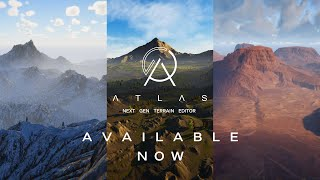 ATLAS
NEXT GEN TERRAIN EDITOR
AVAILABLE
NOW